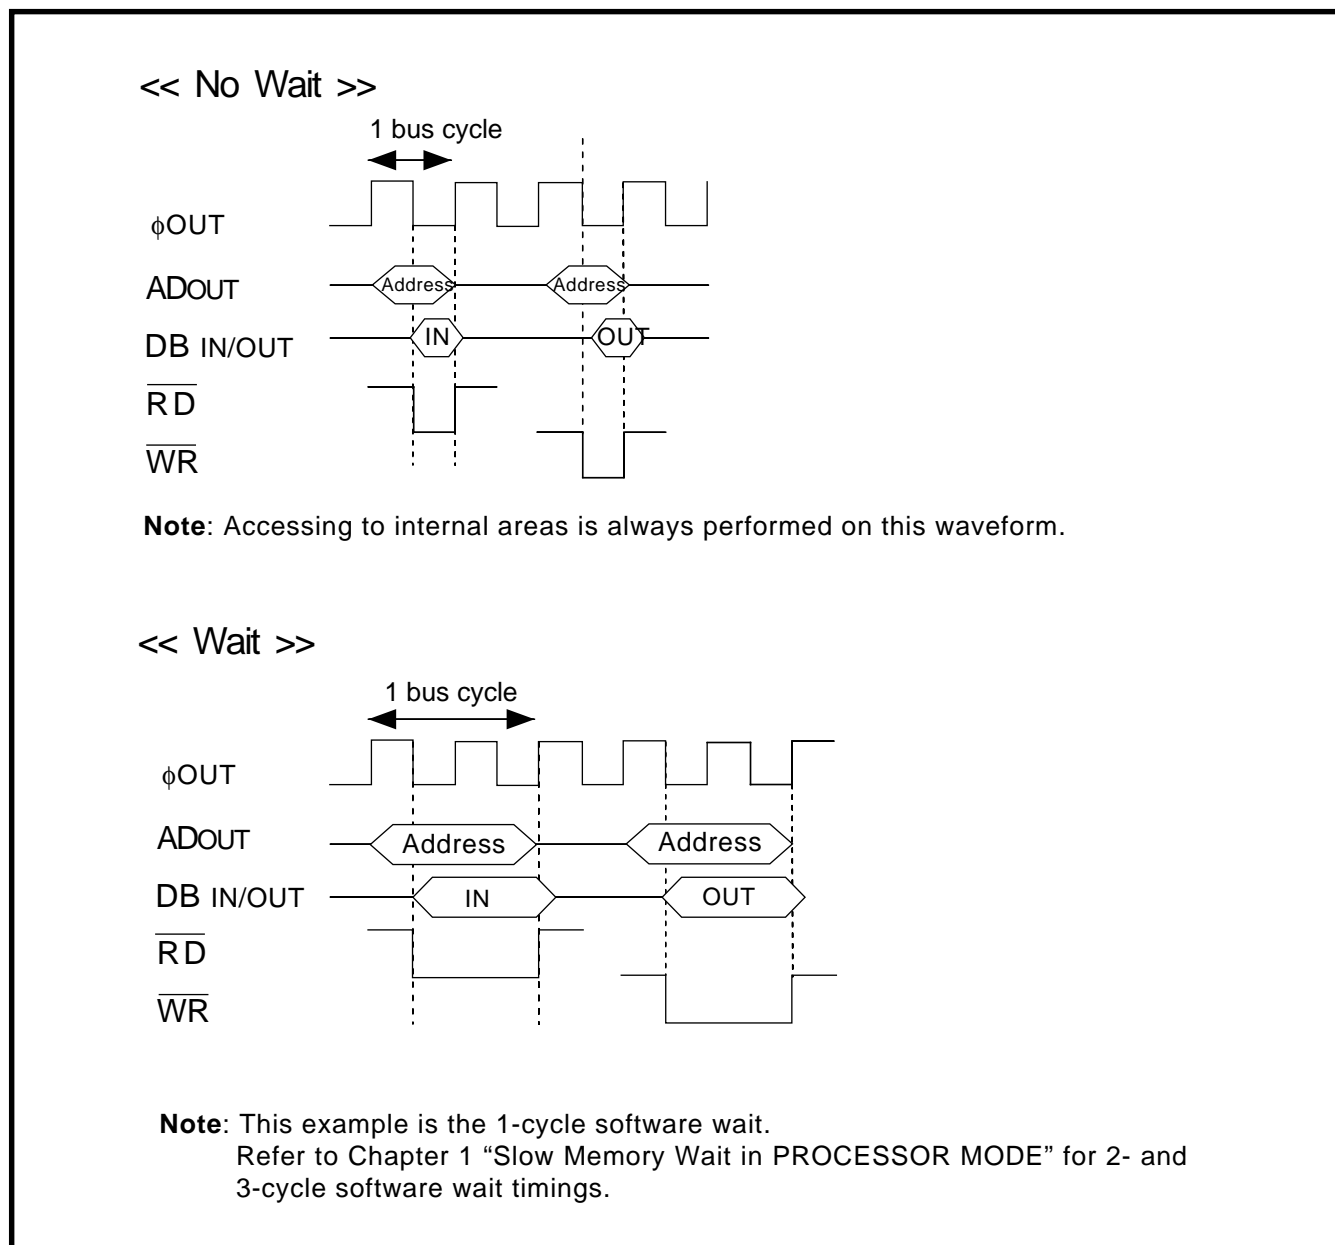 << No Wait >>
1 bus cycle
ϕOUT
ADOUT
Address
Address
DB IN/OUT
IN
OUT
RD
WR
Note: Accessing to internal areas is always performed on this waveform.
<< Wait >>
1 bus cycle
ϕOUT
ADOUT
Address
Address
DB IN/OUT
IN
OUT
RD
WR
Note: This example is the 1-cycle software wait.
Refer to Chapter 1 “Slow Memory Wait in PROCESSOR MODE” for 2- and
3-cycle software wait timings.